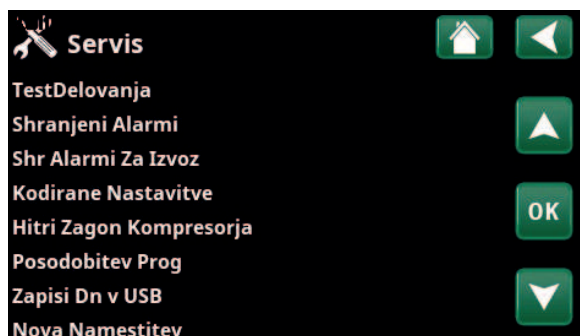 Servis
TestDelovanja
Shranjeni Alarmi
Shr Alarmi Za Izvoz
Kodirane Nastavitve
OK
Hitri Zagon Kompresorja
Posodobitev Prog
Zapisi Dn v USB
Nova Namestitev